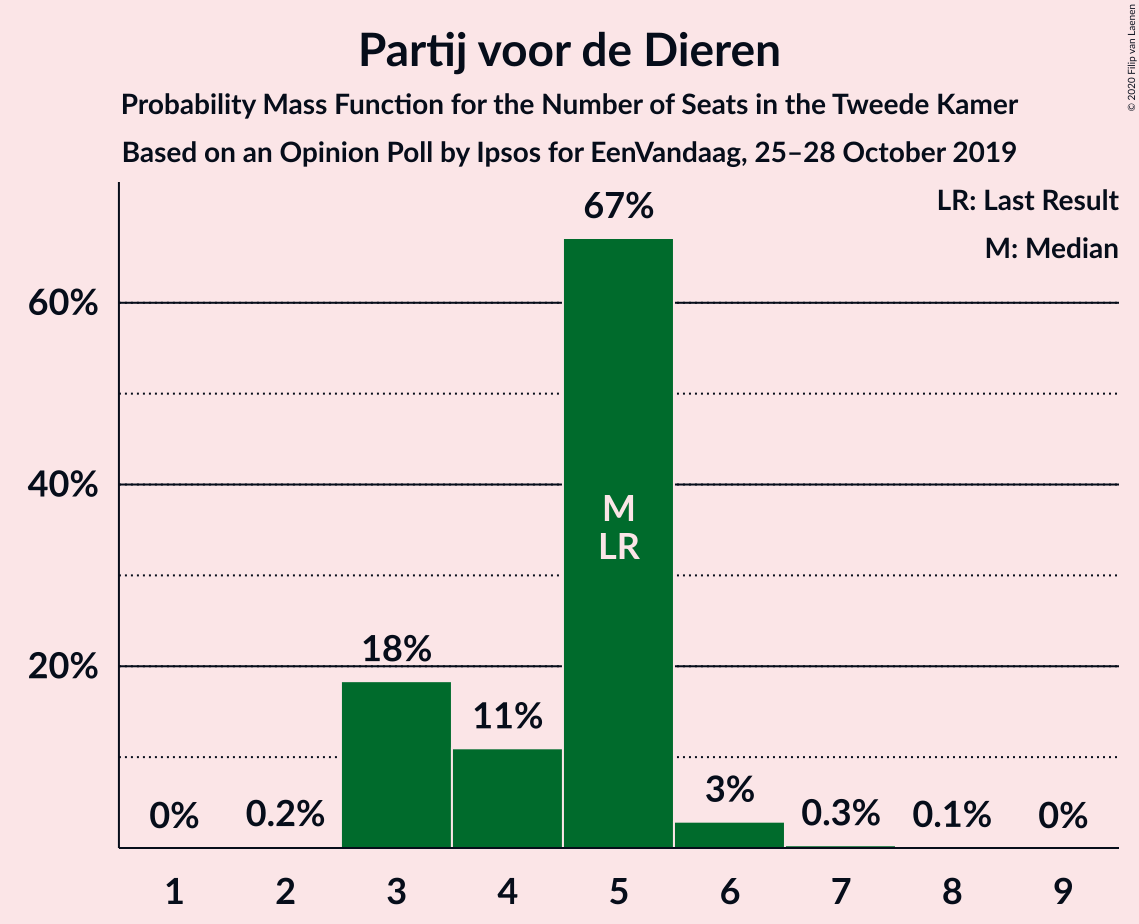 Partij voor de Dieren
Probability Mass Function for the Number of Seats in the Tweede Kamer
Based on an Opinion Poll by Ipsos for EenVandaag, 25–28 October 2019
© 2020 Filip van Laenen
LR: Last Result
M: Median
60%
40%
20%
0%
0.2%
18%
11%
67%
M
LR
3%
0.3%
0.1%
0%
1 2 3 4 5 6 7 8 9